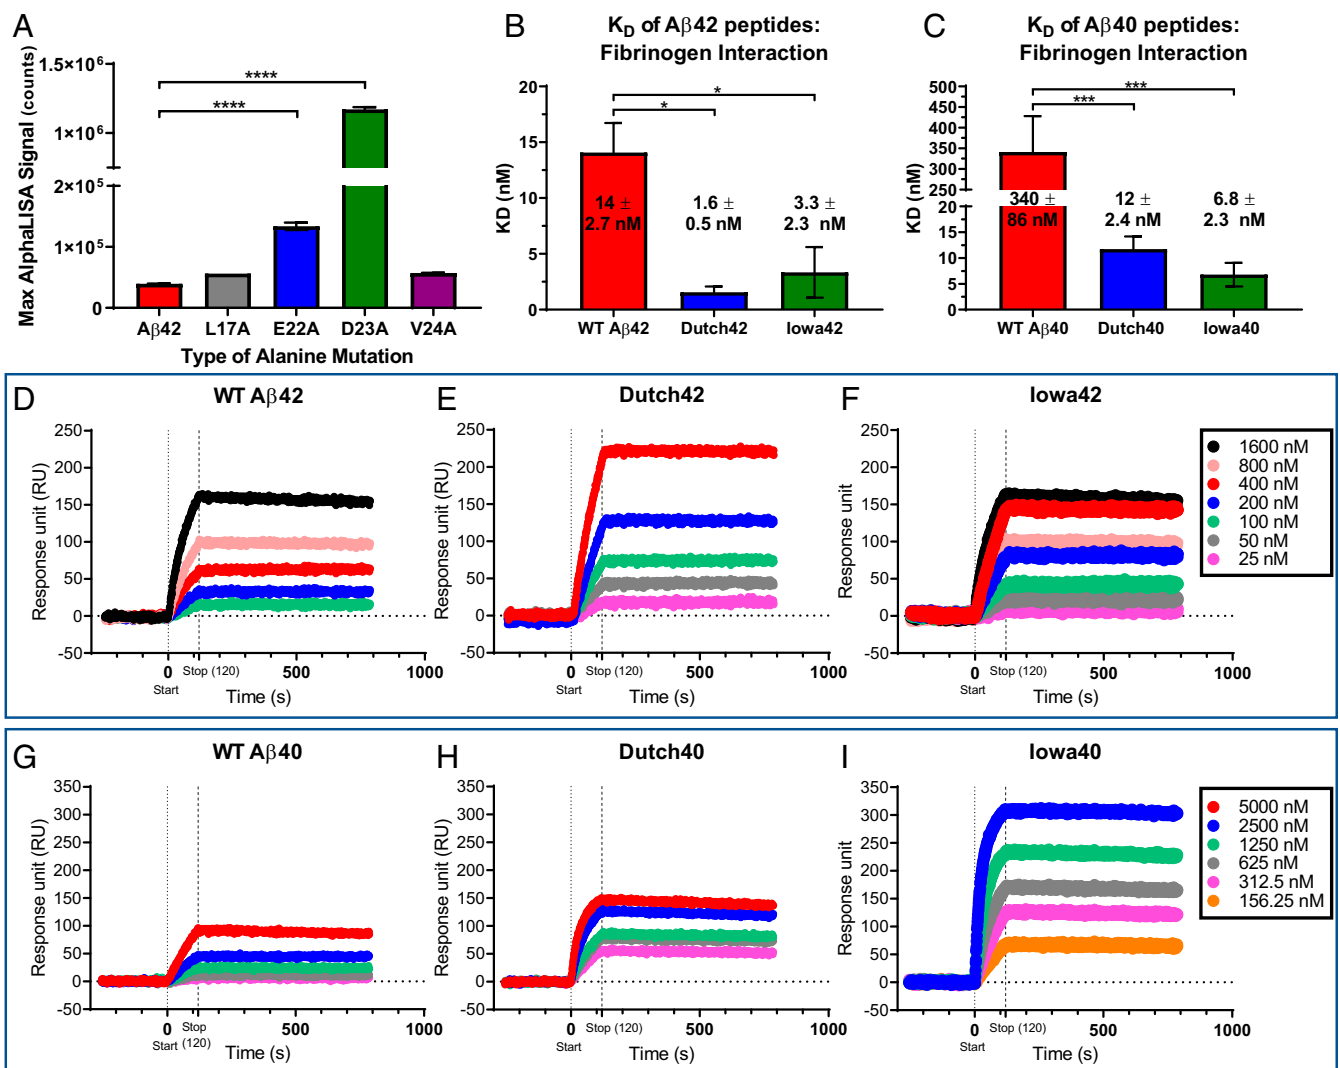 A
Max AlphaLISA Signal (counts)
1.5×10⁶
1×10⁶
2×10⁵
1×10⁵
0
****
****
Aβ42 L17A E22A D23A V24A
Type of Alanine Mutation
B
K_D of Aβ42 peptides:
Fibrinogen Interaction
KD (nM)
20
15
10
5
0
*
*
14 ±
2.7 nM
1.6 ±
0.5 nM
3.3 ±
2.3 nM
WT Aβ42 Dutch42 Iowa42
C
K_D of Aβ40 peptides:
Fibrinogen Interaction
KD (nM)
500
450
400
350
300
250
20
15
10
5
0
***
***
340 ±
86 nM
12 ±
2.4 nM
6.8 ±
2.3 nM
WT Aβ40 Dutch40 Iowa40
D
WT Aβ42
Response unit (RU)
250
200
150
100
50
0
-50
0 500 1000
Start
Stop (120)
Time (s)
E
Dutch42
Response unit (RU)
250
200
150
100
50
0
-50
0 500 1000
Start
Stop (120)
Time (s)
F
Iowa42
Response unit
250
200
150
100
50
0
-50
0 500 1000
Start
Stop (120)
Time (s)
1600 nM
800 nM
400 nM
200 nM
100 nM
50 nM
25 nM
G
WT Aβ40
Response unit (RU)
350
300
250
200
150
100
50
0
-50
0 500 1000
Stop
Start (120)
Time (s)
H
Dutch40
Response unit (RU)
350
300
250
200
150
100
50
0
-50
0 500 1000
Start
Stop (120)
Time (s)
I
Iowa40
Response unit
350
300
250
200
150
100
50
0
-50
0 500 1000
Start
Stop (120)
Time (s)
5000 nM
2500 nM
1250 nM
625 nM
312.5 nM
156.25 nM